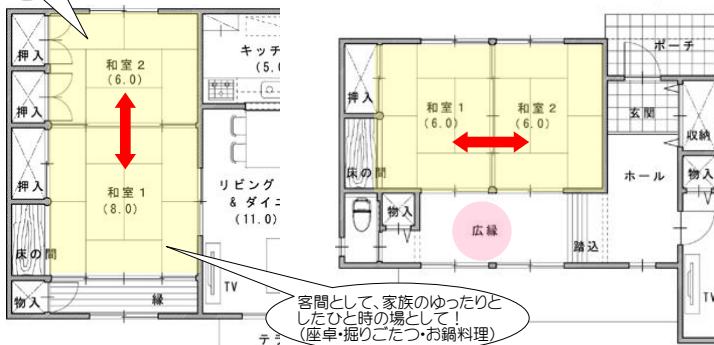 押入
和室2
(6.0)
キッチ
(5.
押入
押入
和室1
(8.0)
リビング
& ダイニ
(11.0)
床の間
物入
縁
TV
テラ
客間として、家族のゆったりと
したひと時の場として！
(座卓・掘りごたつ・お鍋料理)
ポーチ
押入
和室1
(6.0)
和室2
(6.0)
玄関
収納
床の間
ホール
物入
物入
広縁
踏込
TV